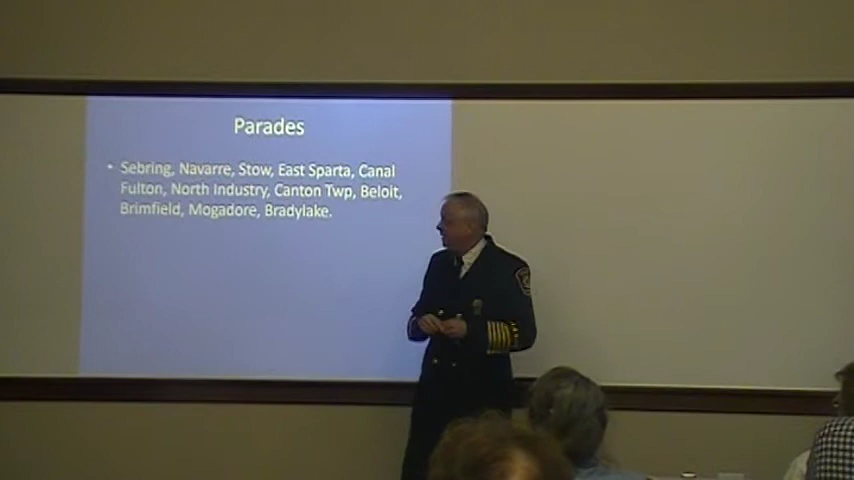 Parades
• Sebring, Navarre, Stow, East Sparta, Canal
Fulton, North Industry, Canton Twp, Beloit,
Brimfield, Mogadore, Bradylake.